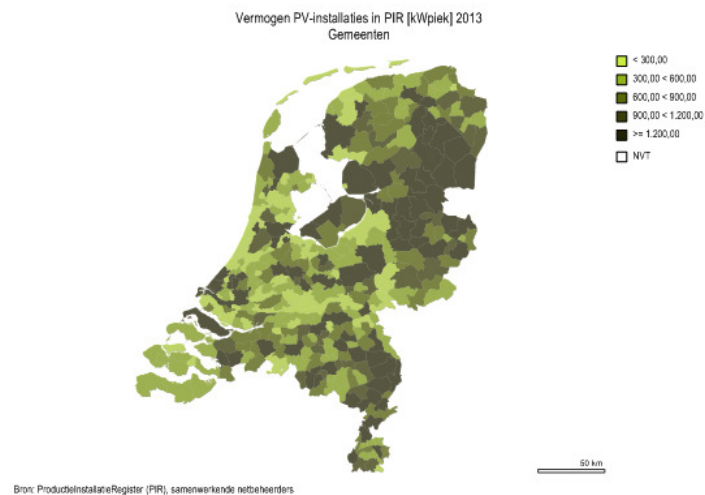 Vermogen PV-installaties in PIR [kWpiek] 2013
Gemeenten
< 300,00
300,00 < 600,00
600,00 < 900,00
900,00 < 1.200,00
>= 1.200,00
NVT
50 km
Bron: ProductieInstallatieRegister (PIR), samenwerkende netbeheerders